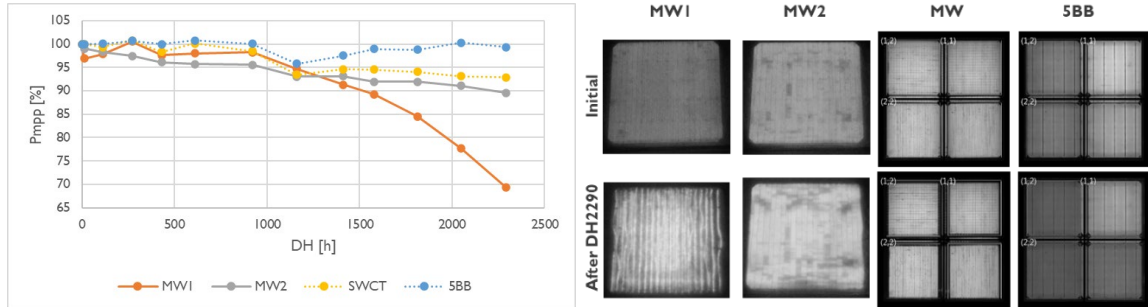 105
100
95
90
85
80
75
70
65
Pmpp [%]
0
500
1000
1500
2000
2500
DH [h]
MW1
MW2
SWCT
5BB
MW1
MW2
MW
5BB
Initial
(1,2)
(1,1)
(2,2)
(1,2)
(1,1)
(2,2)
After DH2290
(1,2)
(1,1)
(2,2)
(1,2)
(1,1)
(2,2)